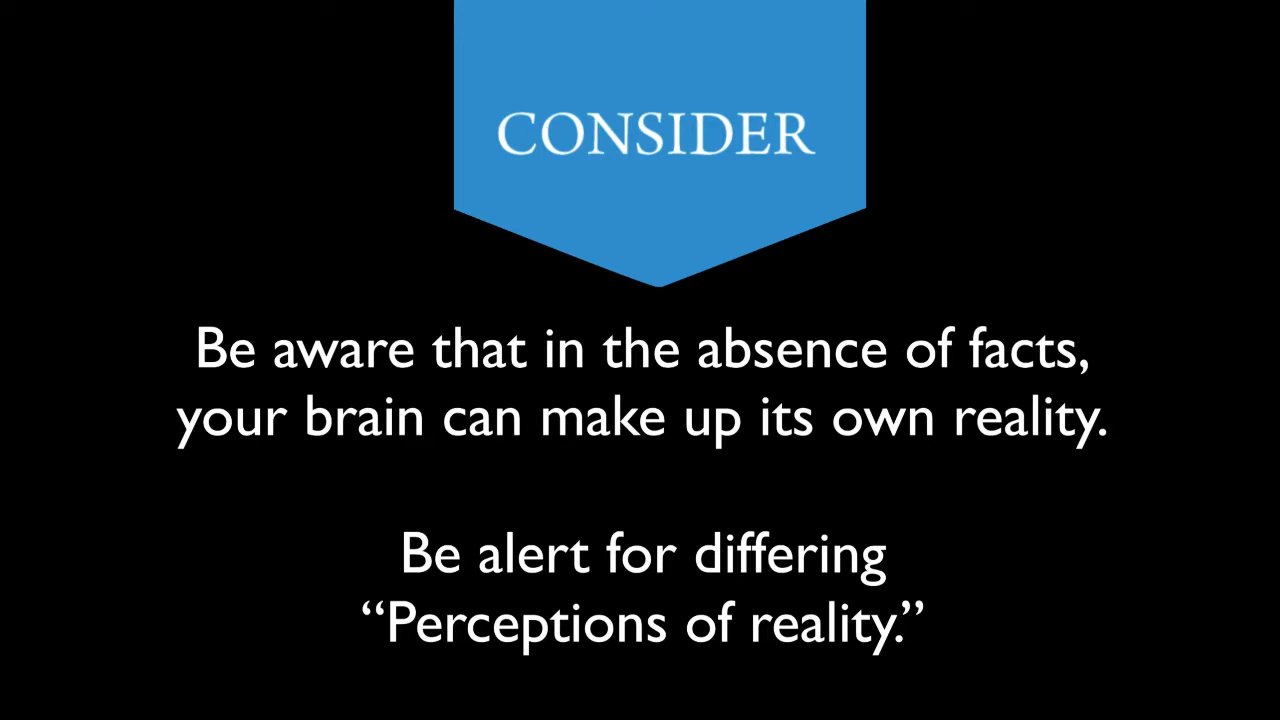 CONSIDER
Be aware that in the absence of facts,
your brain can make up its own reality.
Be alert for differing
“Perceptions of reality.”